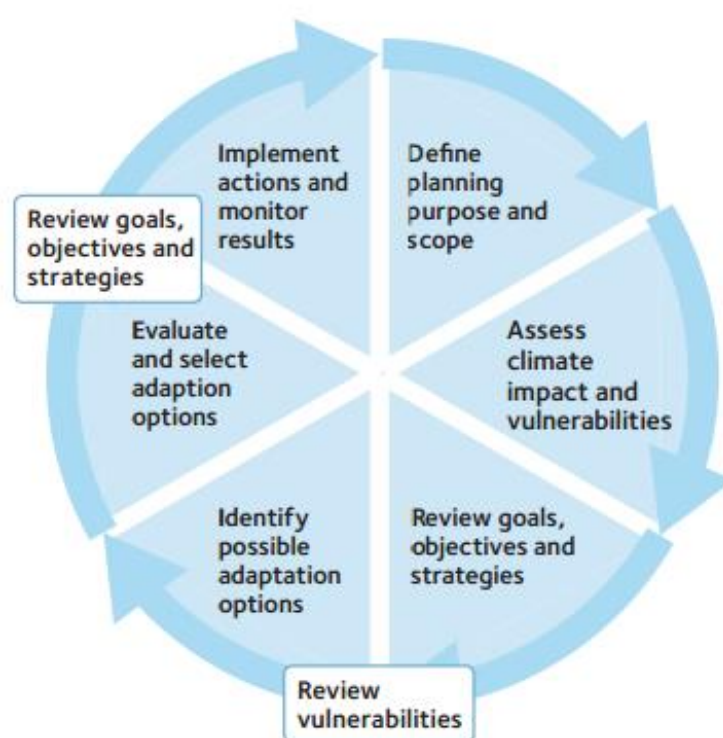 Implement
actions and
monitor
results
Define
planning
purpose and
scope
Review goals,
objectives and
strategies
Evaluate
and select
adaption
options
Assess
climate
impact and
vulnerabilities
Identify
possible
adaptation
options
Review goals,
objectives and
strategies
Review
vulnerabilities